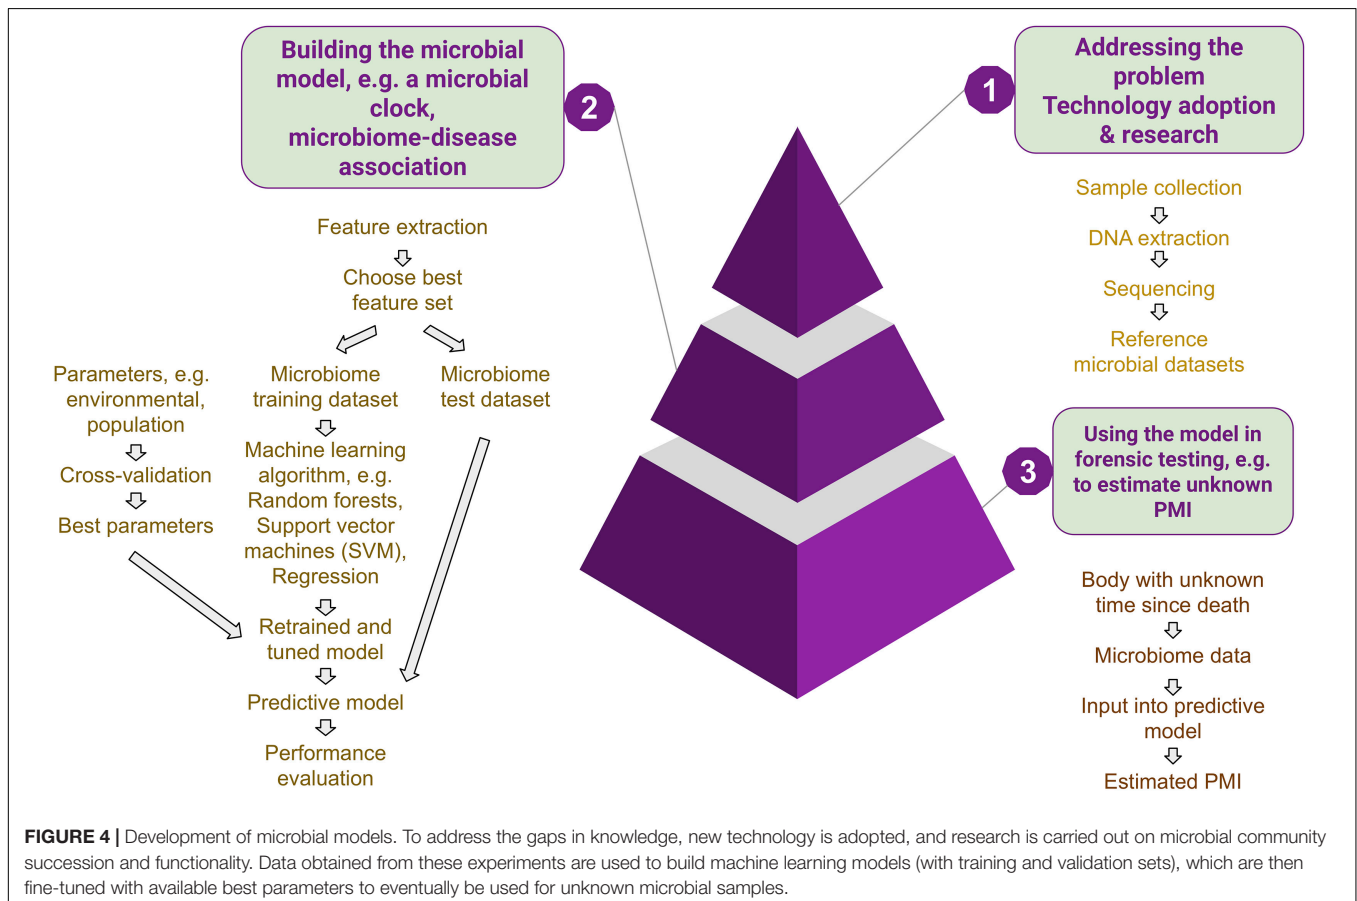 Building the microbial
model, e.g. a microbial
clock,
microbiome-disease
association
2
Feature extraction
Choose best
feature set
Parameters, e.g.
environmental,
population
Cross-validation
Best parameters
Microbiome
training dataset
Machine learning
algorithm, e.g.
Random forests,
Support vector
machines (SVM),
Regression
Retrained and
tuned model
Predictive model
Performance
evaluation
Microbiome
test dataset
1
Addressing the
problem
Technology adoption
& research
Sample collection
DNA extraction
Sequencing
Reference
microbial datasets
3
Using the model in
forensic testing, e.g.
to estimate unknown
PMI
Body with unknown
time since death
Microbiome data
Input into predictive
model
Estimated PMI
FIGURE 4 | Development of microbial models. To address the gaps in knowledge, new technology is adopted, and research is carried out on microbial community
succession and functionality. Data obtained from these experiments are used to build machine learning models (with training and validation sets), which are then
fine-tuned with available best parameters to eventually be used for unknown microbial samples.